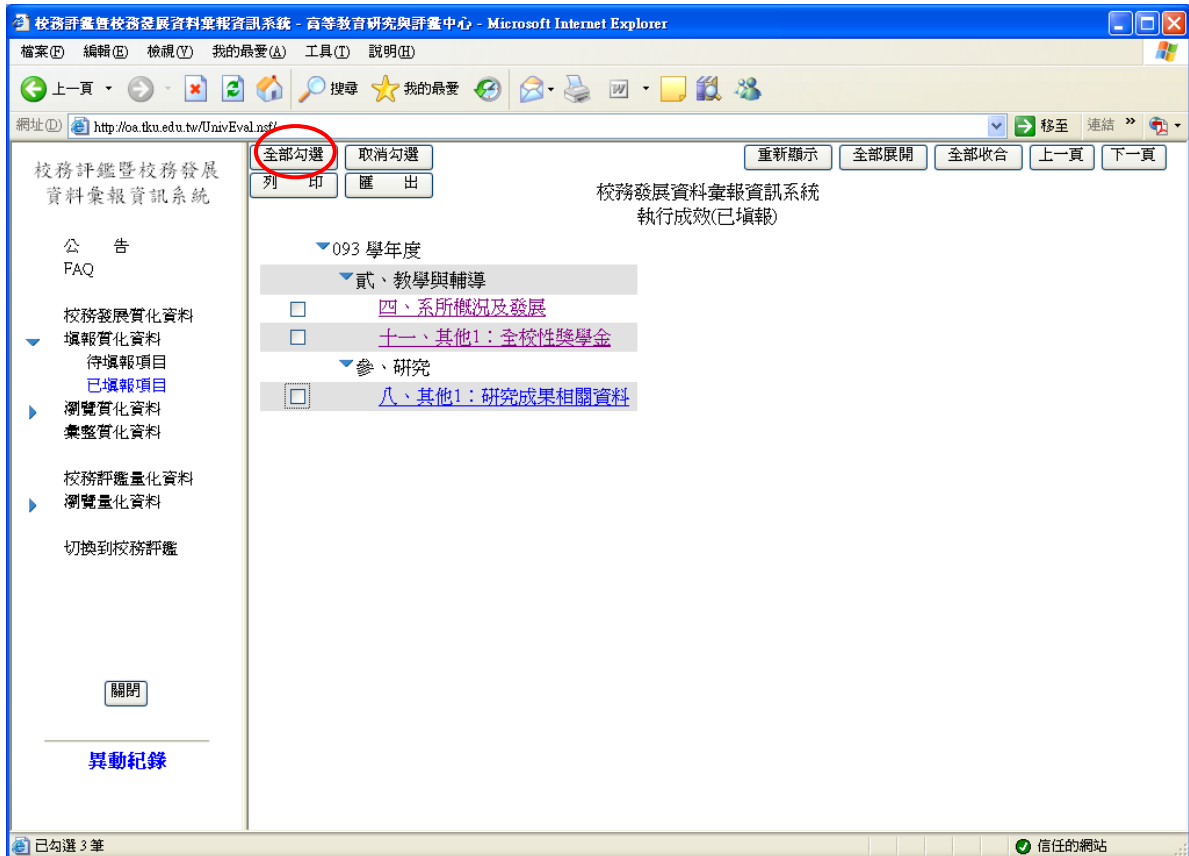 校務評鑑暨校務發展資料彙報資訊系統 - 高等教育研究與評鑑中心 - Microsoft Internet Explorer
檔案(F) 編輯(E) 檢視(V) 我的最愛(A) 工具(T) 說明(H)
上一頁 搜尋 我的最愛
網址(D) http://oa.tku.edu.tw/UnivEval.nsf/ 移至 連結 »
全部勾選 取消勾選 重新顯示 全部展開 全部收合 上一頁 下一頁
列 印 匯 出
校務評鑑暨校務發展
資料彙報資訊系統
公 告
FAQ
校務發展質化資料
填報質化資料
待填報項目
已填報項目
瀏覽質化資料
彙整質化資料
校務評鑑量化資料
瀏覽量化資料
切換到校務評鑑
關閉
異動紀錄
校務發展資料彙報資訊系統
執行成效(已填報)
093 學年度
貳、教學與輔導
四、系所概況及發展
十一、其他1：全校性獎學金
參、研究
八、其他1：研究成果相關資料
已勾選 3 筆 信任的網站